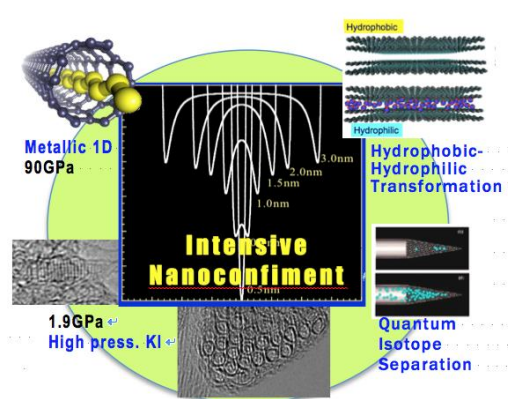 Hydrophobic
Hydrophilic
Metallic 1D
90GPa
Hydrophobic-
Hydrophilic
Transformation
3.0nm
2.0nm
1.5nm
1.0nm
Intensive
Nanoconfiment
0.5nm
1.9GPa ↵
High press. KI ↵
Quantum
Isotope
Separation